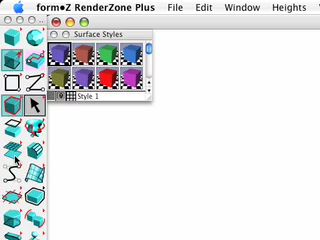 form•Z RenderZone Plus File Edit Window Heights
Surface Styles
Style 1